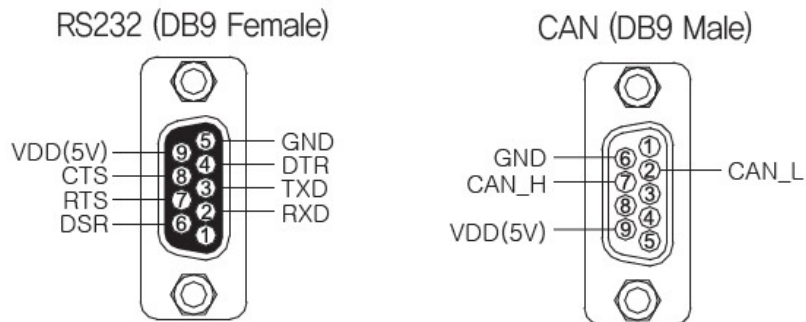 RS232 (DB9 Female)
VDD(5V)
CTS
RTS
DSR
9
8
7
6
5
4
3
2
1
GND
DTR
TXD
RXD
CAN (DB9 Male)
GND
CAN_H
VDD(5V)
6
7
8
9
1
2
3
4
5
CAN_L